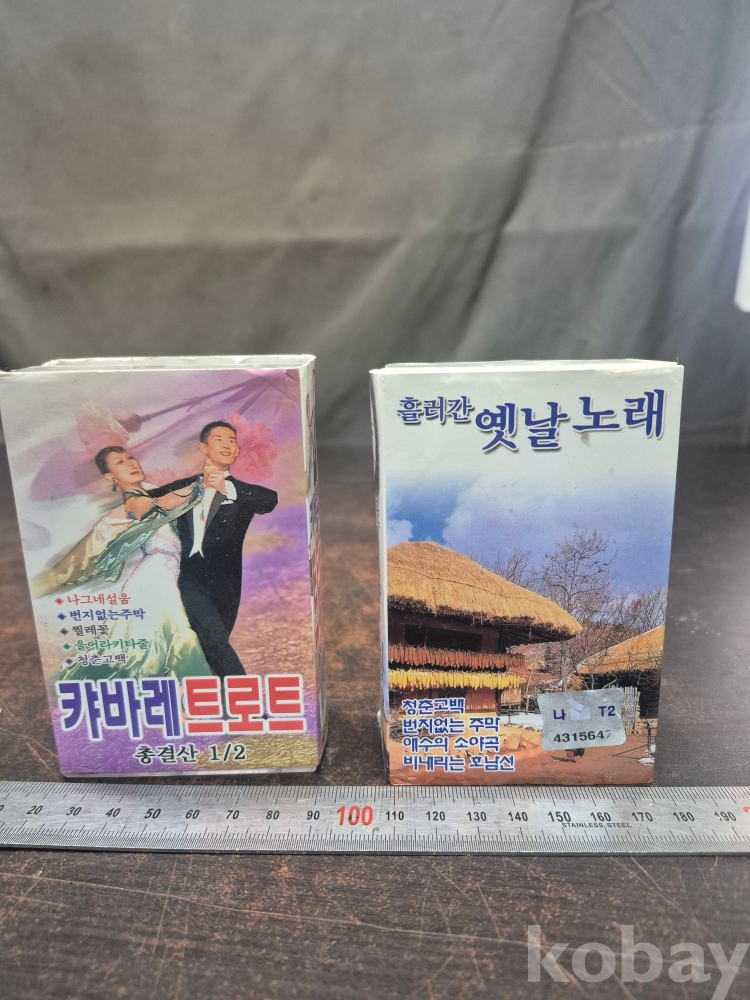 나그네설움
번지없는주막
찔레꽃
울어라키타줄
청춘고백
캬바레트로트
총결산 1/2
흘러간 옛날 노래
청춘고백
번지없는 주막
애수의 소야곡
비내리는 호남선
나 T2
4315647
20 30 40 50 60 70 80 90 100 110 120 130 140 150 160 170 180 190
STAINLESS STEEL
kobay